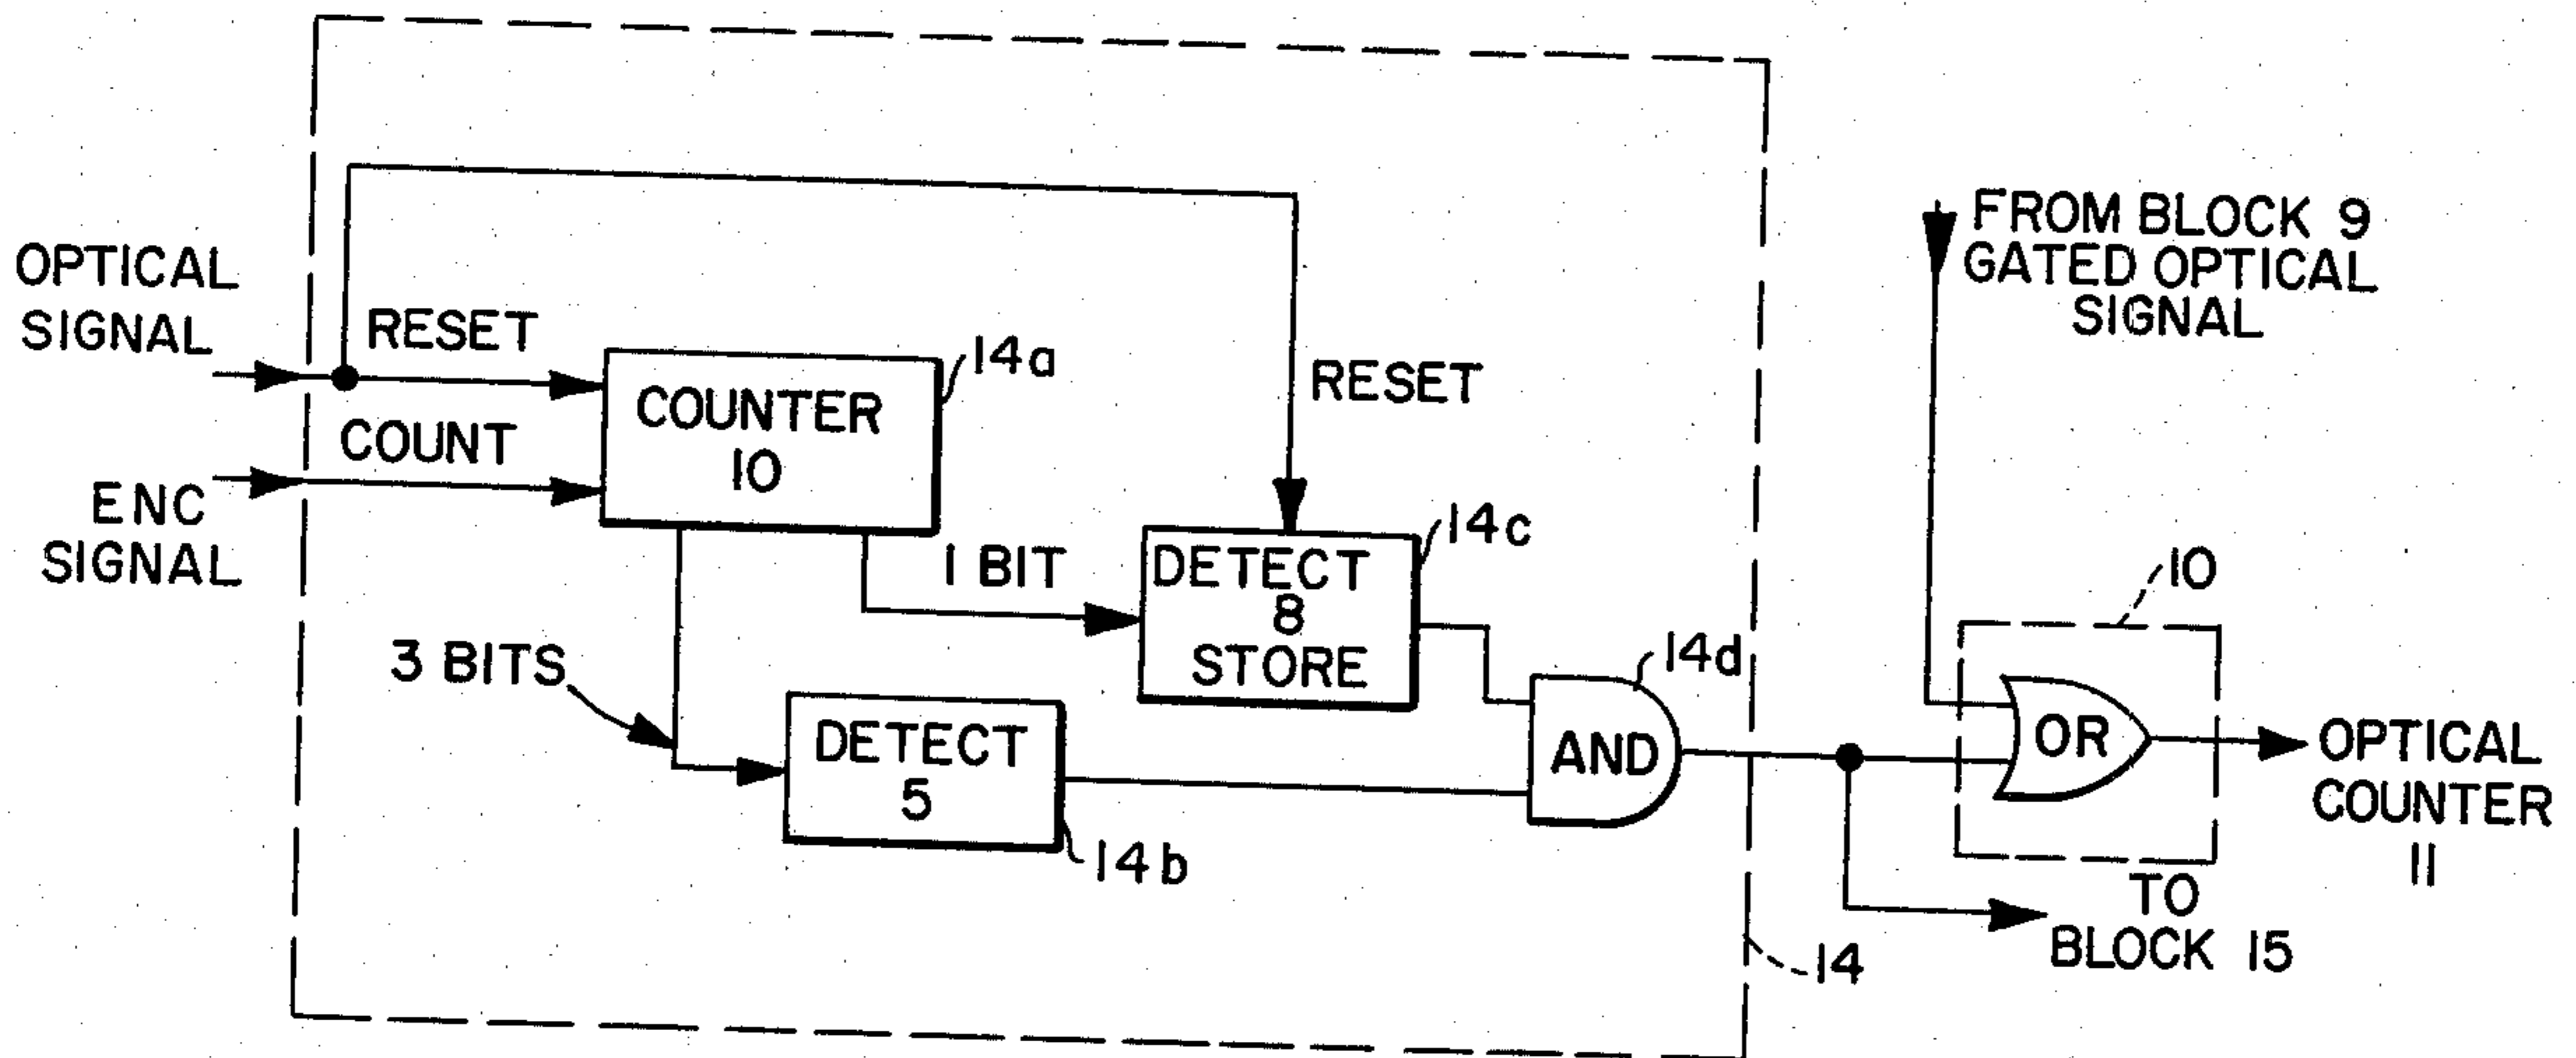 OPTICAL
SIGNAL
RESET
COUNT
ENC
SIGNAL
COUNTER
10
14a
RESET
1 BIT
3 BITS
DETECT
8
STORE
14c
DETECT
5
14b
AND
14d
14
FROM BLOCK 9
GATED OPTICAL
SIGNAL
10
OR
OPTICAL
COUNTER
11
TO
BLOCK 15